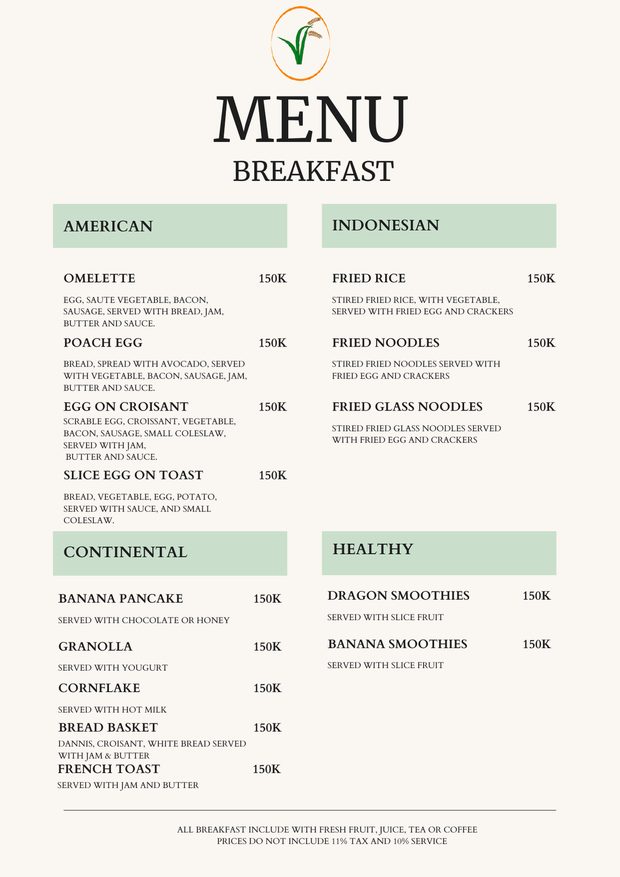 MENU
BREAKFAST
AMERICAN
OMELETTE 150K
EGG, SAUTE VEGETABLE, BACON,
SAUSAGE, SERVED WITH BREAD, JAM,
BUTTER AND SAUCE.
POACH EGG 150K
BREAD, SPREAD WITH AVOCADO, SERVED
WITH VEGETABLE, BACON, SAUSAGE, JAM,
BUTTER AND SAUCE.
EGG ON CROISANT 150K
SCRABLE EGG, CROISSANT, VEGETABLE,
BACON, SAUSAGE, SMALL COLESLAW,
SERVED WITH JAM,
BUTTER AND SAUCE.
SLICE EGG ON TOAST 150K
BREAD, VEGETABLE, EGG, POTATO,
SERVED WITH SAUCE, AND SMALL
COLESLAW.
INDONESIAN
FRIED RICE 150K
STIRED FRIED RICE, WITH VEGETABLE,
SERVED WITH FRIED EGG AND CRACKERS
FRIED NOODLES 150K
STIRED FRIED NOODLES SERVED WITH
FRIED EGG AND CRACKERS
FRIED GLASS NOODLES 150K
STIRED FRIED GLASS NOODLES SERVED
WITH FRIED EGG AND CRACKERS
CONTINENTAL
BANANA PANCAKE 150K
SERVED WITH CHOCOLATE OR HONEY
GRANOLLA 150K
SERVED WITH YOUGURT
CORNFLAKE 150K
SERVED WITH HOT MILK
BREAD BASKET 150K
DANNIS, CROISANT, WHITE BREAD SERVED
WITH JAM & BUTTER
FRENCH TOAST 150K
SERVED WITH JAM AND BUTTER
HEALTHY
DRAGON SMOOTHIES 150K
SERVED WITH SLICE FRUIT
BANANA SMOOTHIES 150K
SERVED WITH SLICE FRUIT
ALL BREAKFAST INCLUDE WITH FRESH FRUIT, JUICE, TEA OR COFFEE
PRICES DO NOT INCLUDE 11% TAX AND 10% SERVICE